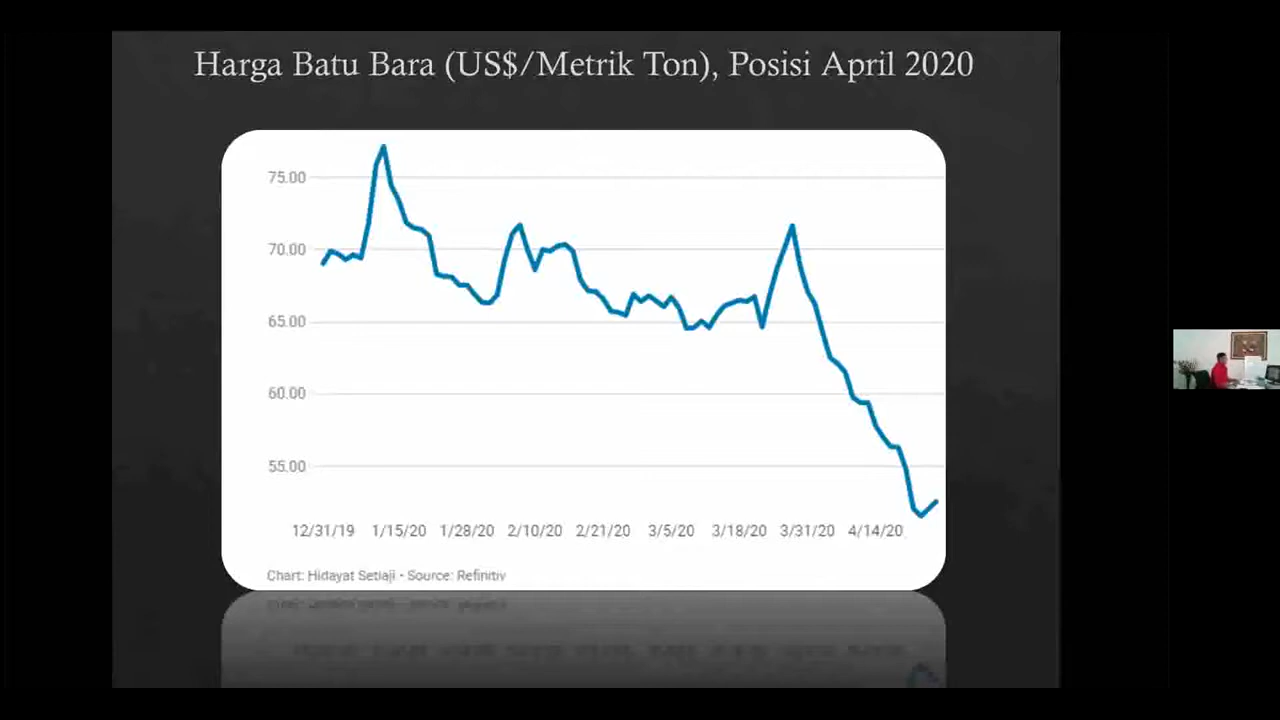 Harga Batu Bara (US$/Metrik Ton), Posisi April 2020
75.00
70.00
65.00
60.00
55.00
12/31/19 1/15/20 1/28/20 2/10/20 2/21/20 3/5/20 3/18/20 3/31/20 4/14/20
Chart: Hidayat Setiaji • Source: Refinitiv